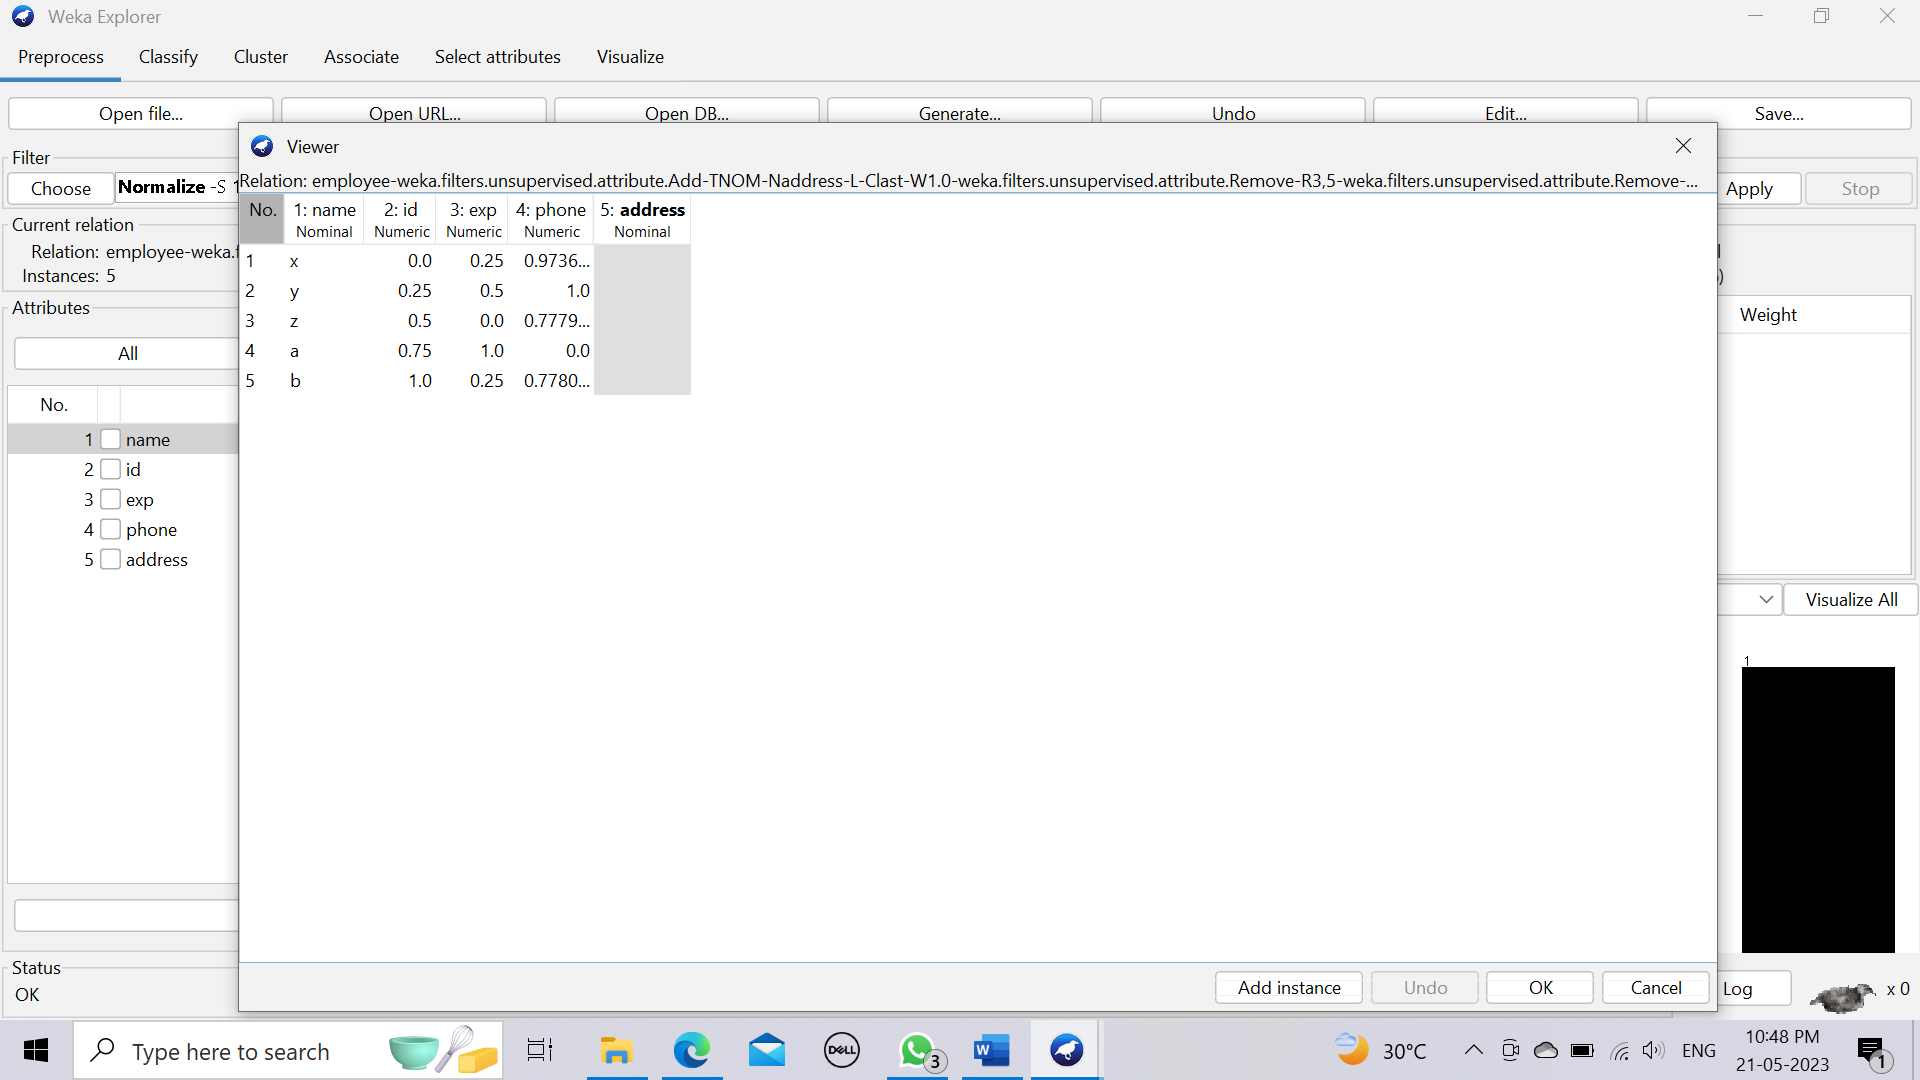 Weka Explorer
Preprocess Classify Cluster Associate Select attributes Visualize
Open file... Open URL... Open DB... Generate... Undo Edit... Save...
Filter
Choose Normalize -S 1 Apply Stop
Current relation
Relation: employee-weka.f
Instances: 5
Attributes
All
No.
1 name
2 id
3 exp
4 phone
5 address
Status
OK
Viewer
Relation: employee-weka.filters.unsupervised.attribute.Add-TNOM-Naddress-L-Clast-W1.0-weka.filters.unsupervised.attribute.Remove-R3,5-weka.filters.unsupervised.attribute.Remove-...
No. 1: name 2: id 3: exp 4: phone 5: address
Nominal Numeric Numeric Numeric Nominal
1 x 0.0 0.25 0.9736...
2 y 0.25 0.5 1.0
3 z 0.5 0.0 0.7779...
4 a 0.75 1.0 0.0
5 b 1.0 0.25 0.7780...
Add instance Undo OK Cancel
Weight
Visualize All
1
Log x 0
Type here to search
DELL
3
W
30°C
ENG
10:48 PM
21-05-2023
1